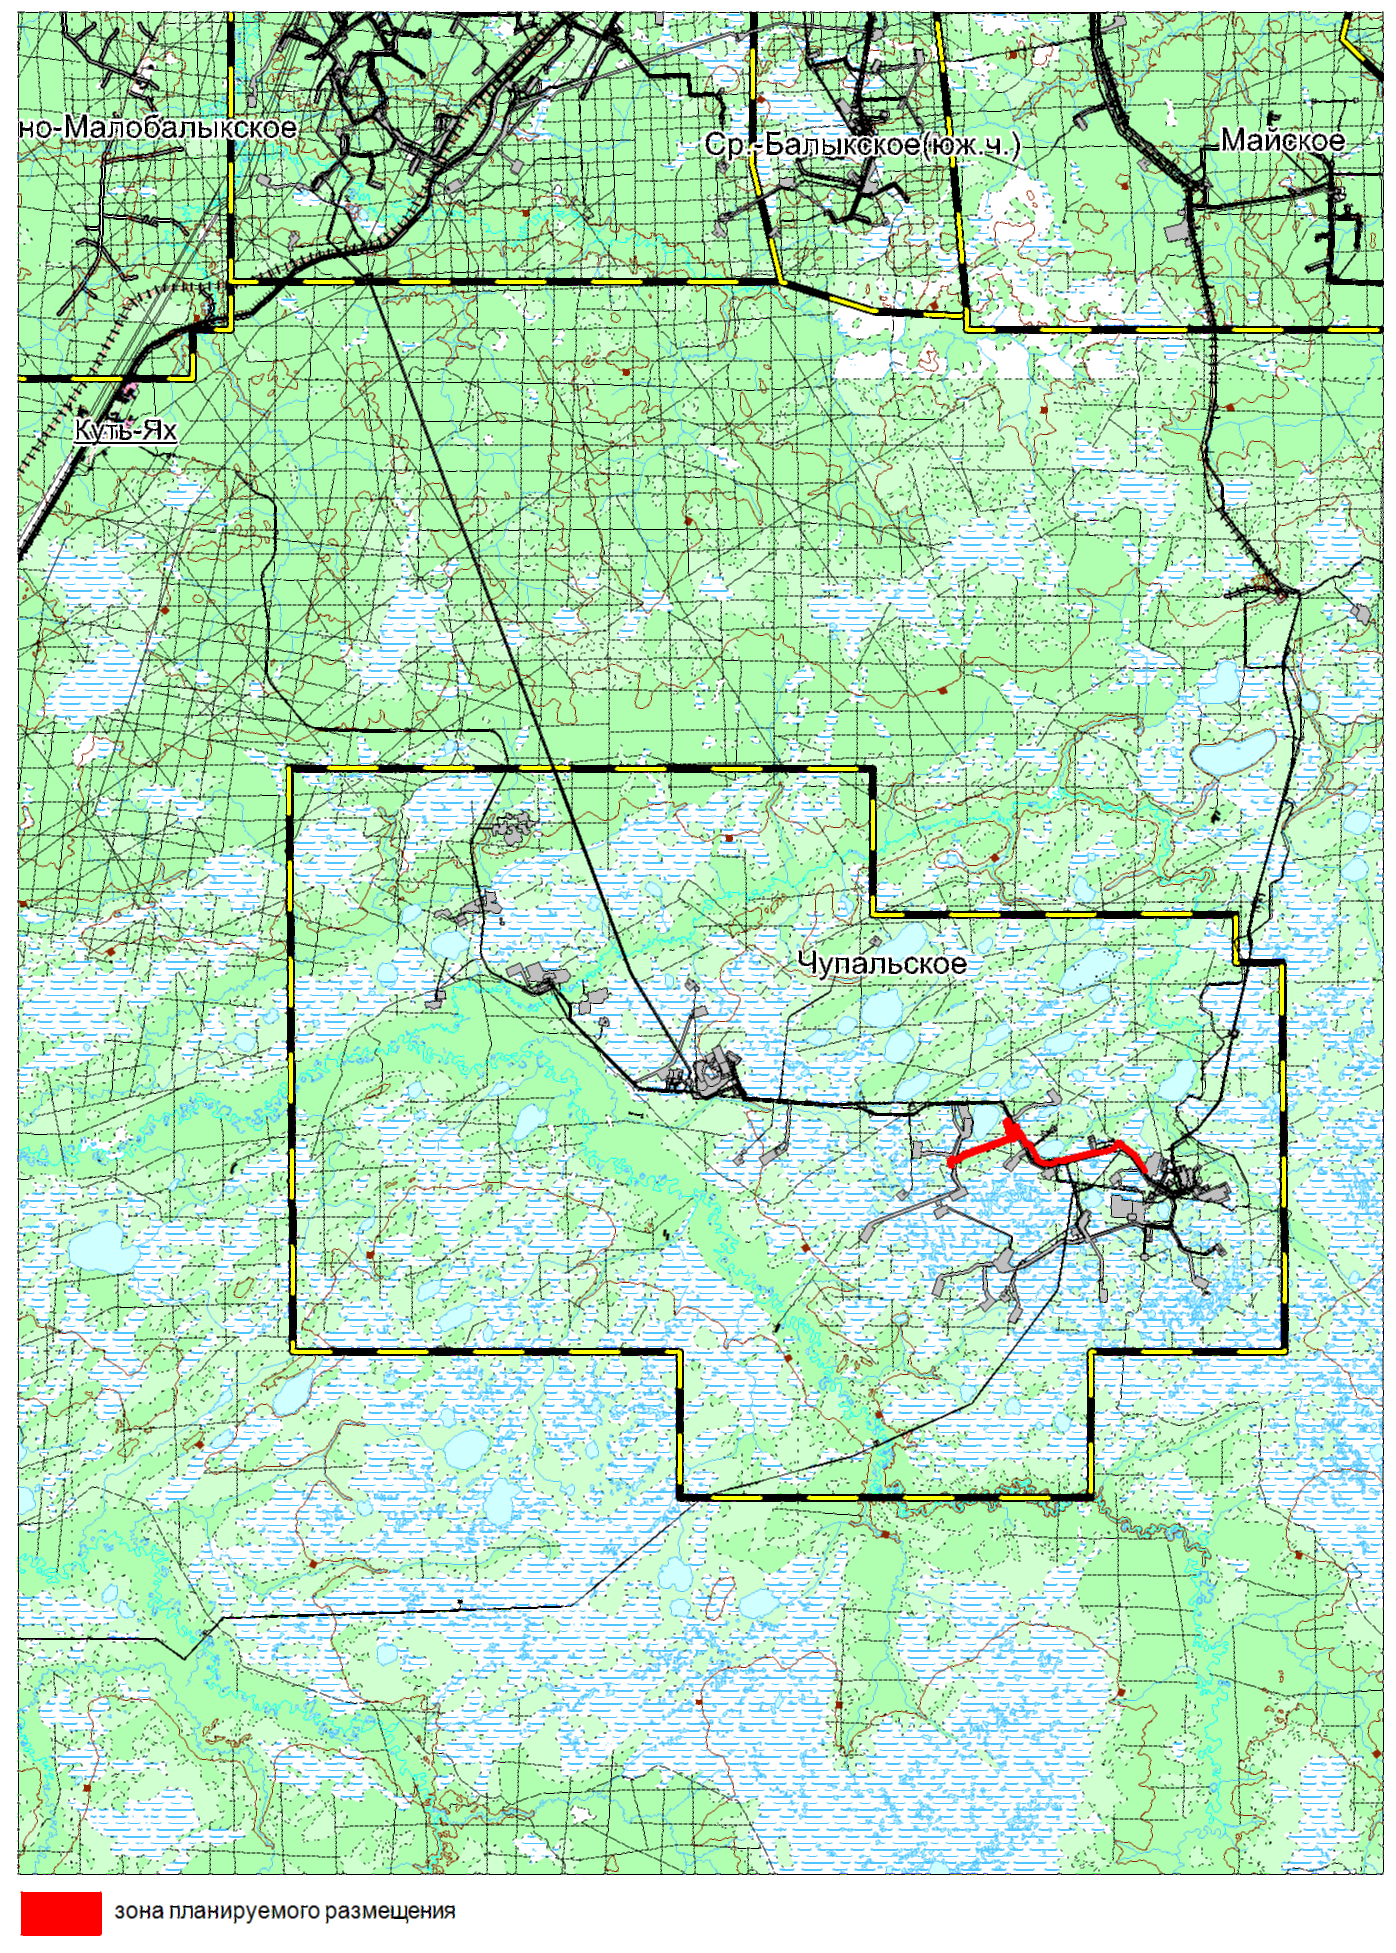 но-Малобалыкское
Ср.-Балыкское(юж.ч.)
Майское
Куть-Ях
Чупальское
зона планируемого размещения